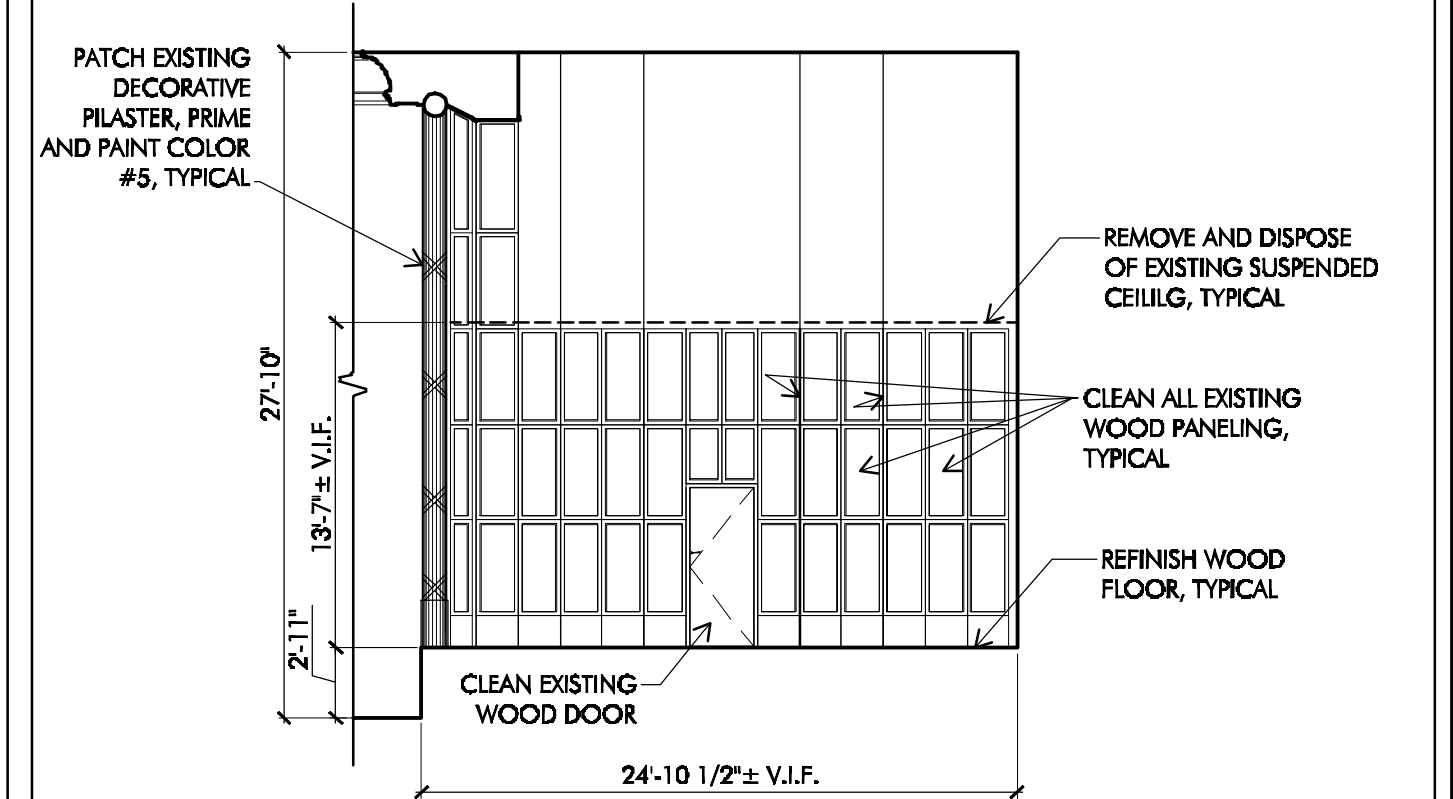 PATCH EXISTING
DECORATIVE
PILASTER, PRIME
AND PAINT COLOR
#5, TYPICAL
27'-10"
13'-7"± V.I.F.
2'-11"
REMOVE AND DISPOSE
OF EXISTING SUSPENDED
CEILILG, TYPICAL
CLEAN ALL EXISTING
WOOD PANELING,
TYPICAL
REFINISH WOOD
FLOOR, TYPICAL
CLEAN EXISTING
WOOD DOOR
24'-10 1/2"± V.I.F.